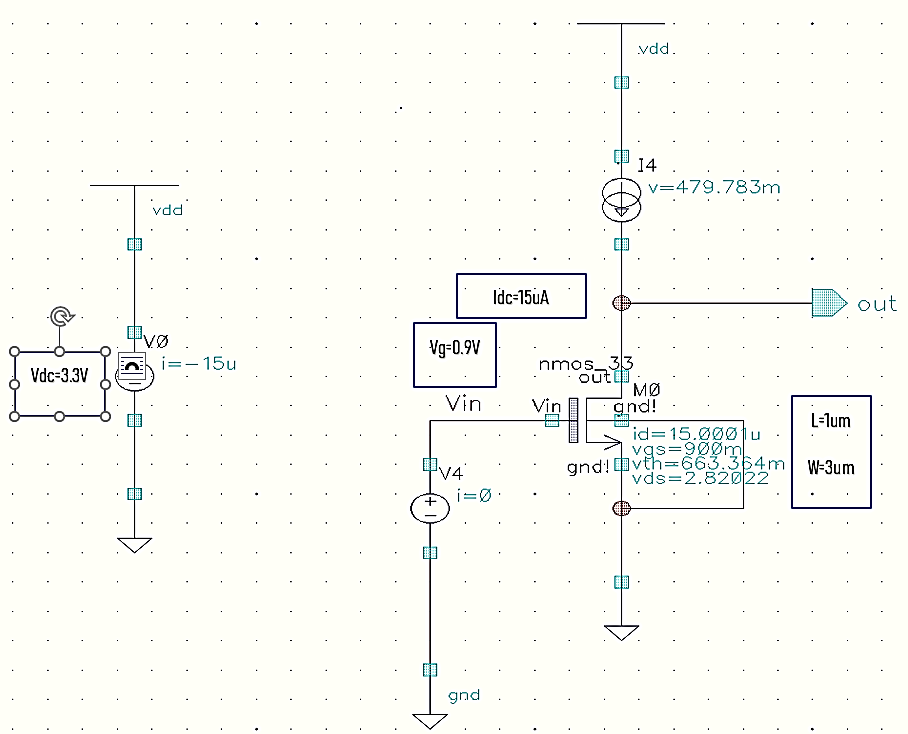 vdd
I4
v=479.783m
vdd
Idc=15uA
out
V0
i=-15u
Vdc=3.3V
Vg=0.9V
nmos_33
out
M0
Vin
Vin
gnd!
L=1um
W=3um
id=15.0001u
vgs=900m
vth=663.364m
vds=2.82022
gnd!
V4
i=0
gnd